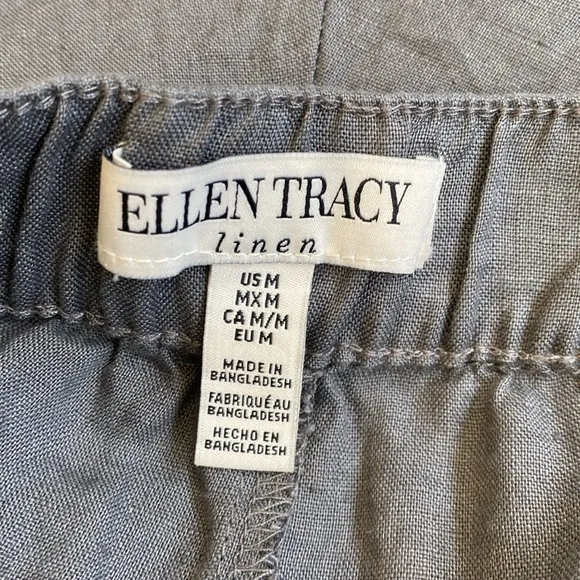 ELLEN TRACY
linen
US M
MX M
CA M/M
EU M
MADE IN
BANGLADESH
FABRIQUÉ AU
BANGLADESH
HECHO EN
BANGLADESH